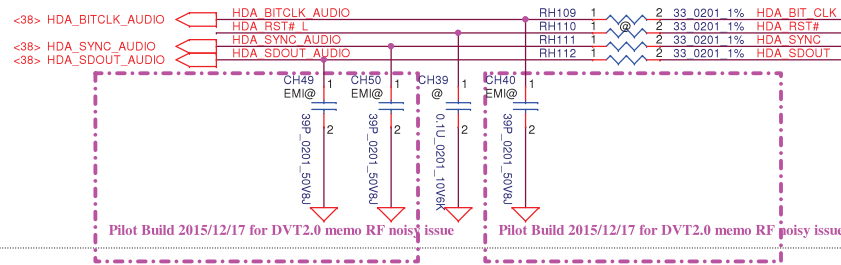 <38> HDA_BITCLK_AUDIO HDA_BITCLK_AUDIO RH109 1 2 33_0201_1% HDA_BIT_CLK
HDA_RST#_L RH110 1 @ 2 33_0201_1% HDA_RST#
<38> HDA_SYNC_AUDIO HDA_SYNC_AUDIO RH111 1 2 33_0201_1% HDA_SYNC
<38> HDA_SDOUT_AUDIO HDA_SDOUT_AUDIO RH112 1 2 33_0201_1% HDA_SDOUT
CH49 1 CH50 1 CH39 1 CH40 1
EMI@ EMI@ @ EMI@
2 2 2 2
39P_0201_50V8J 39P_0201_50V8J 0.1U_0201_10V6K 39P_0201_50V8J
Pilot Build 2015/12/17 for DVT2.0 memo RF noisy issue Pilot Build 2015/12/17 for DVT2.0 memo RF noisy issue